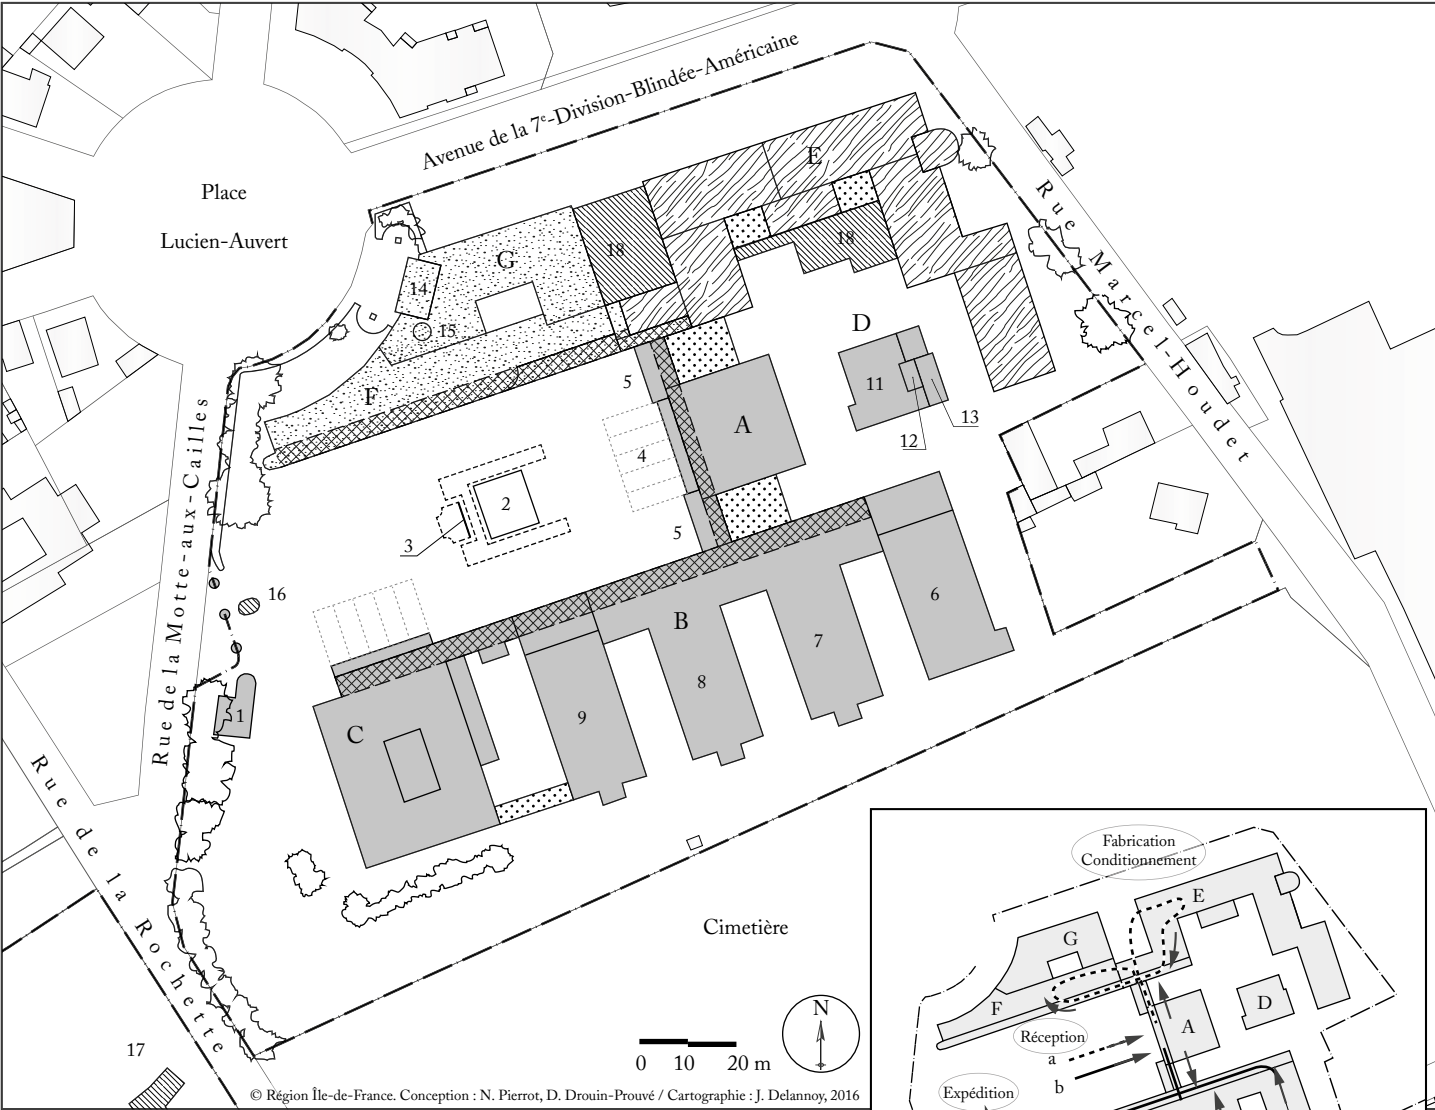 Avenue de la 7e-Division-Blindée-Américaine
Place
Lucien-Auvert
E
G
18
18
14
15
Rue Marcel-Houdet
D
F
5
11
12
13
A
4
2
3
5
Rue de la Motte-aux-Cailles
16
6
B
7
8
9
1
C
Rue de la Rochette
Cimetière
17
N
0 10 20 m
© Région Île-de-France. Conception : N. Pierrot, D. Drouin-Prouvé / Cartographie : J. Delannoy, 2016
Fabrication
Conditionnement
E
G
F
D
A
Réception
a
b
Expédition